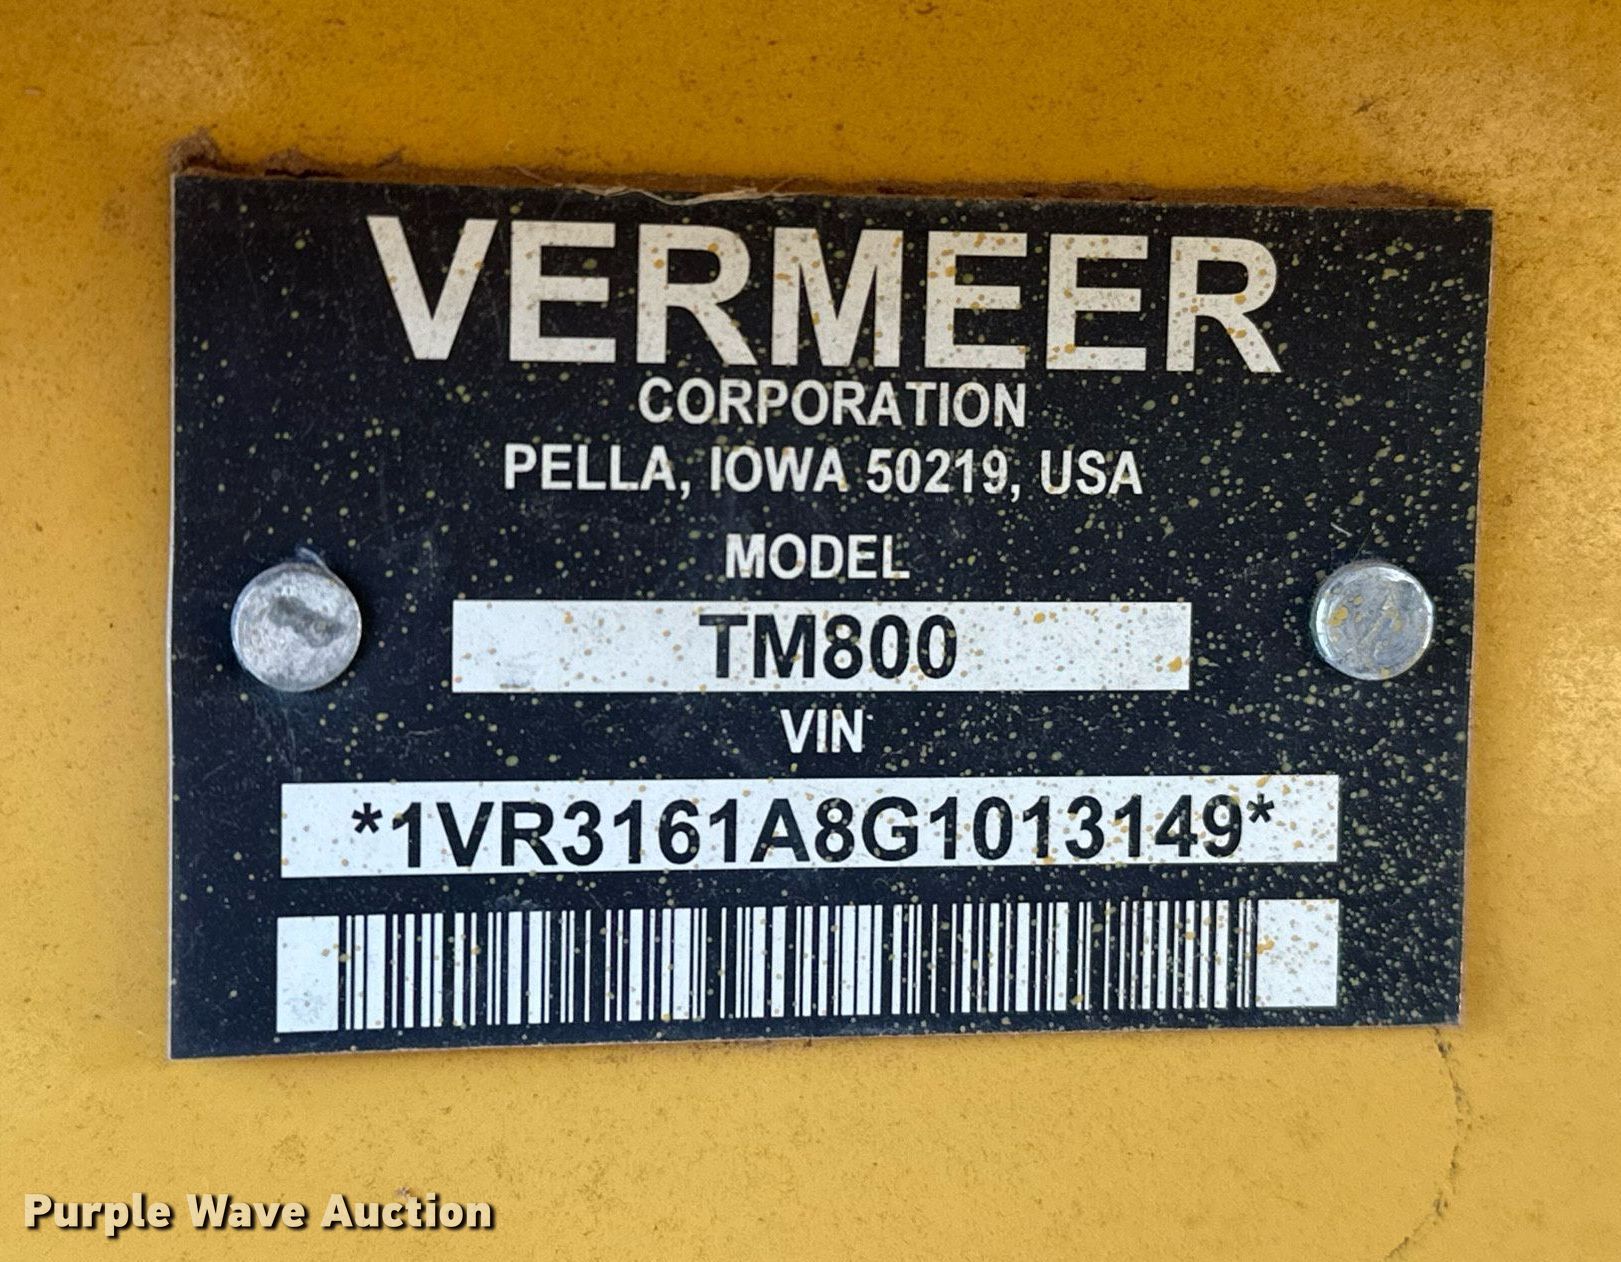 VERMEER
CORPORATION
PELLA, IOWA 50219, USA
MODEL
TM800
VIN
*1VR3161A8G1013149*
Purple Wave Auction